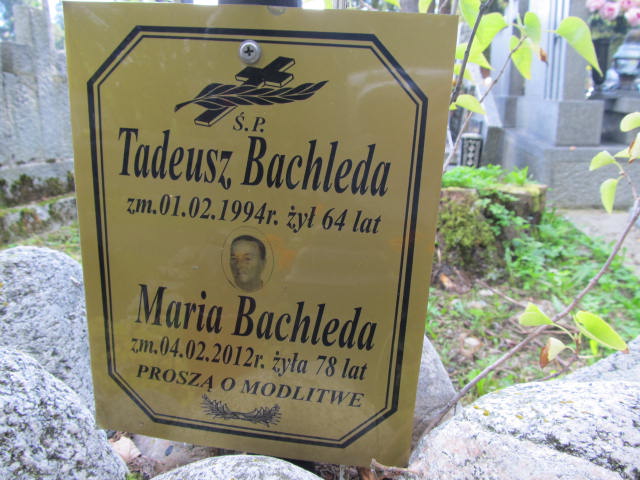 Ś.P.
Tadeusz Bachleda
zm.01.02.1994r. żył 64 lat
Maria Bachleda
zm.04.02.2012r. żyła 78 lat
PROSZĄ O MODLITWE